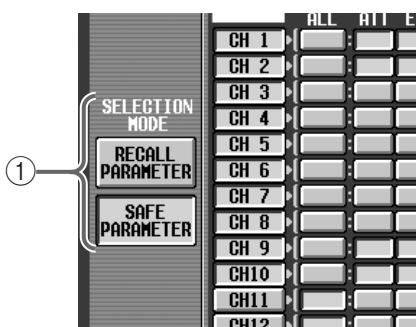 ALL ATT E
CH 1
CH 2
CH 3
CH 4
CH 5
CH 6
CH 7
CH 8
CH 9
CH10
CH11
CH12
SELECTION
MODE
RECALL
PARAMETER
SAFE
PARAMETER
1